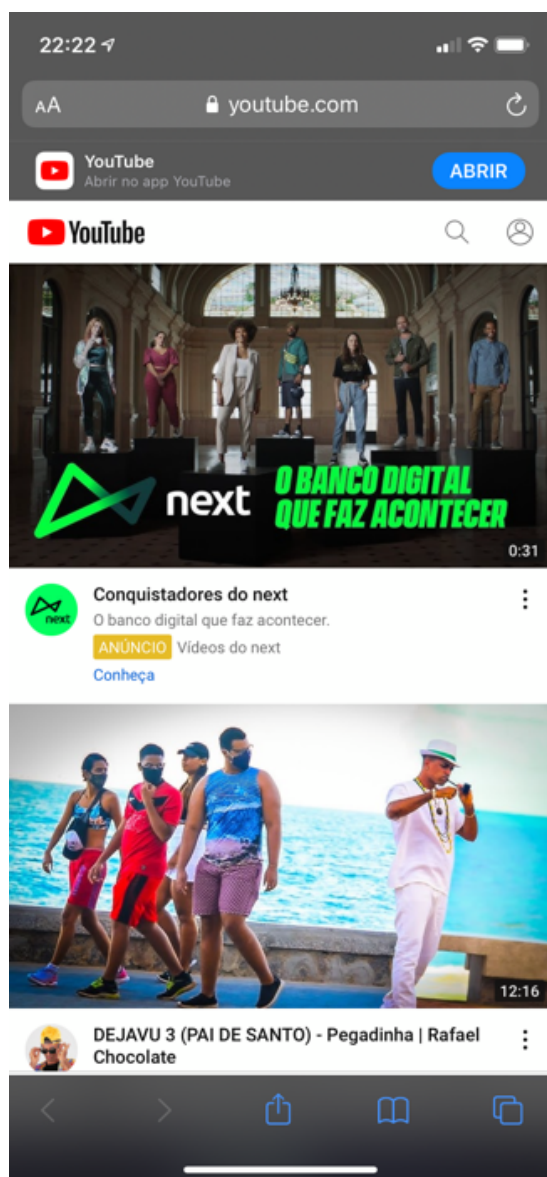 22:22
AA youtube.com
YouTube
Abrir no app YouTube
ABRIR
YouTube
next
O BANCO DIGITAL
QUE FAZ ACONTECER
0:31
next
Conquistadores do next
O banco digital que faz acontecer.
ANÚNCIO Vídeos do next
Conheça
12:16
DEJAVU 3 (PAI DE SANTO) - Pegadinha | Rafael
Chocolate